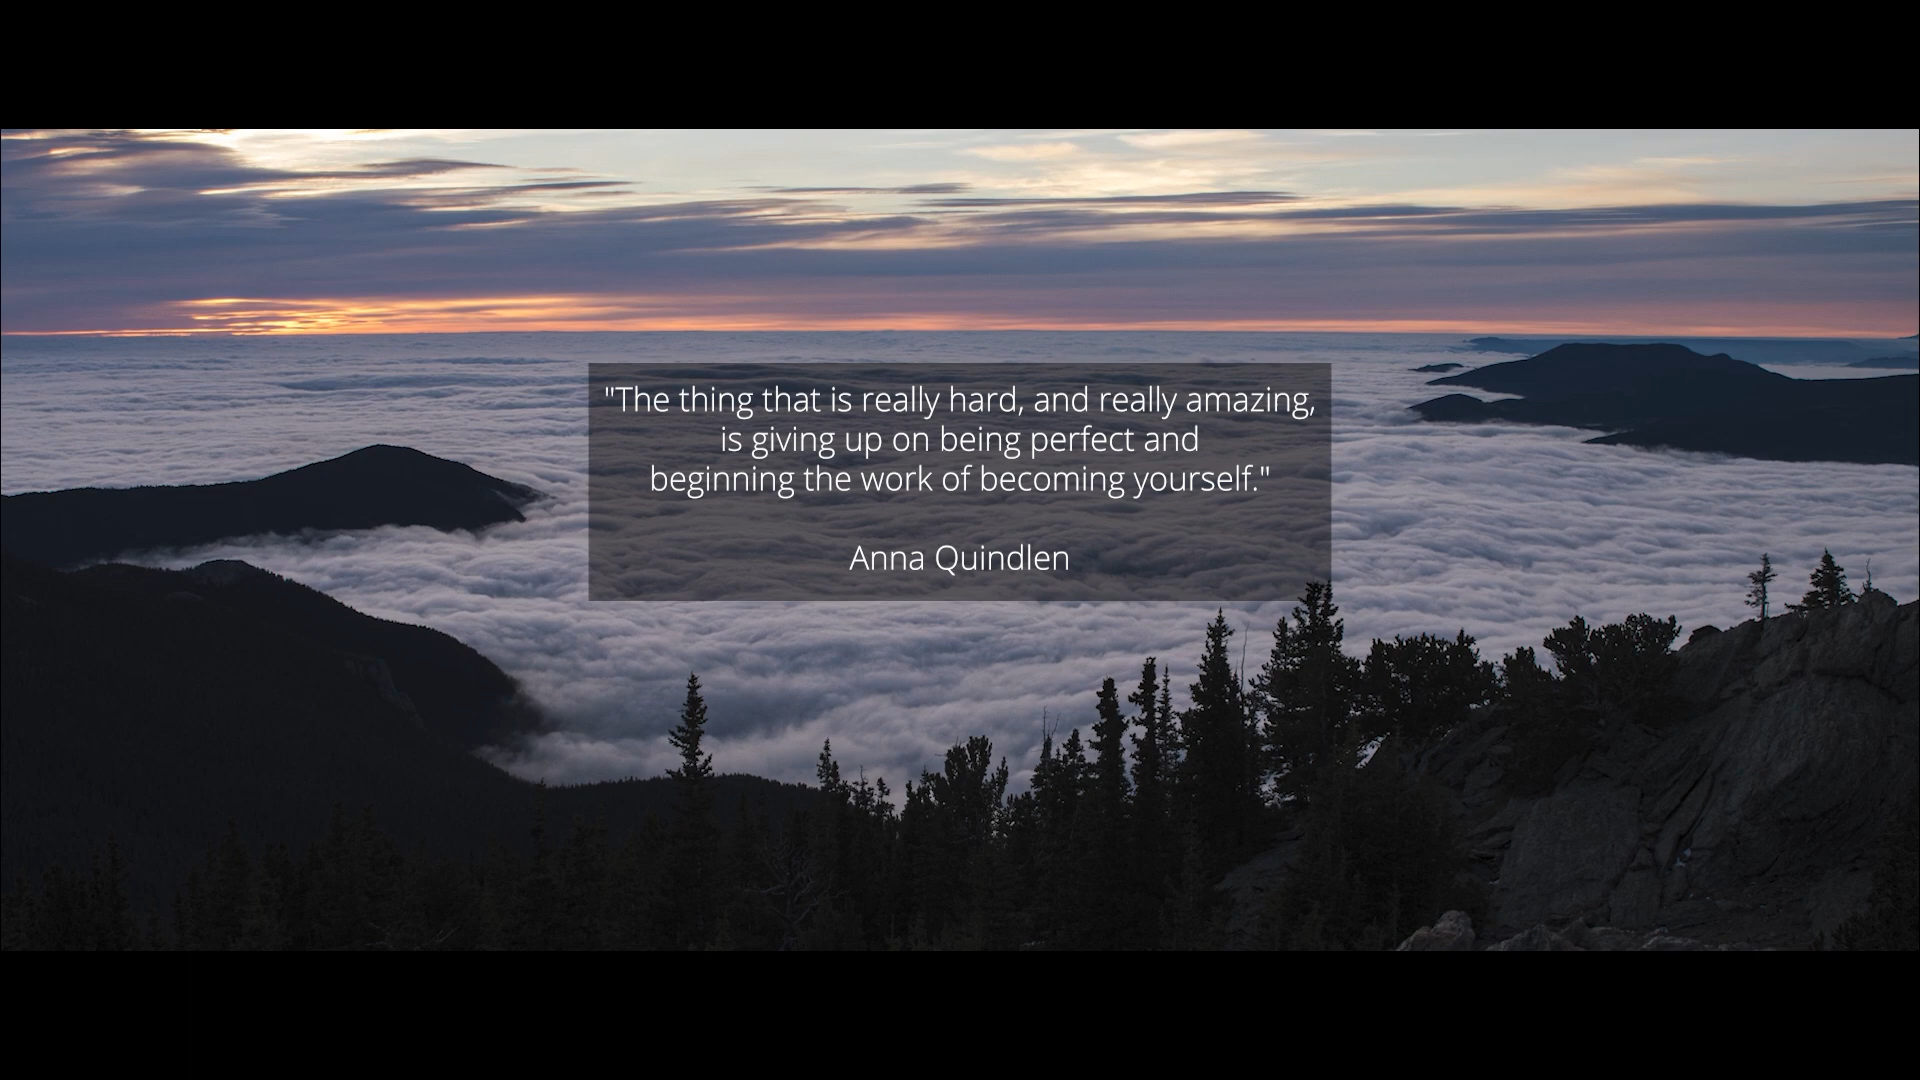 "The thing that is really hard, and really amazing,
is giving up on being perfect and
beginning the work of becoming yourself."
Anna Quindlen